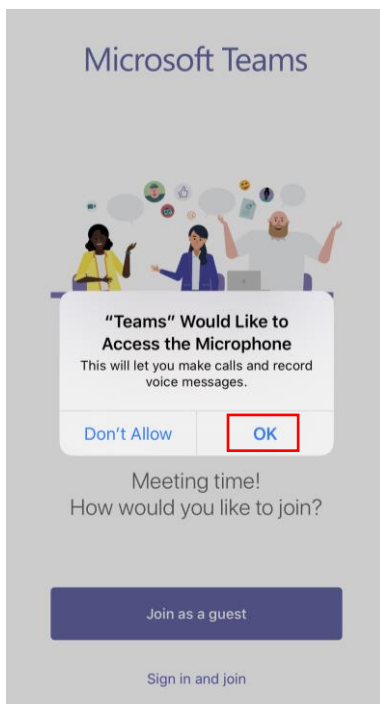 Microsoft Teams
“Teams” Would Like to
Access the Microphone
This will let you make calls and record
voice messages.
Don’t Allow
OK
Meeting time!
How would you like to join?
Join as a guest
Sign in and join